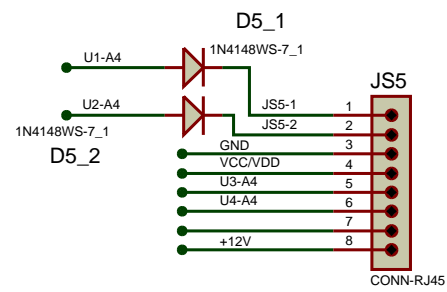 D5_1
1N4148WS-7_1
U1-A4
JS5
U2-A4
JS5-1
1
1N4148WS-7_1
JS5-2
2
D5_2
GND
3
VCC/VDD
4
U3-A4
5
U4-A4
6
7
+12V
8
CONN-RJ45